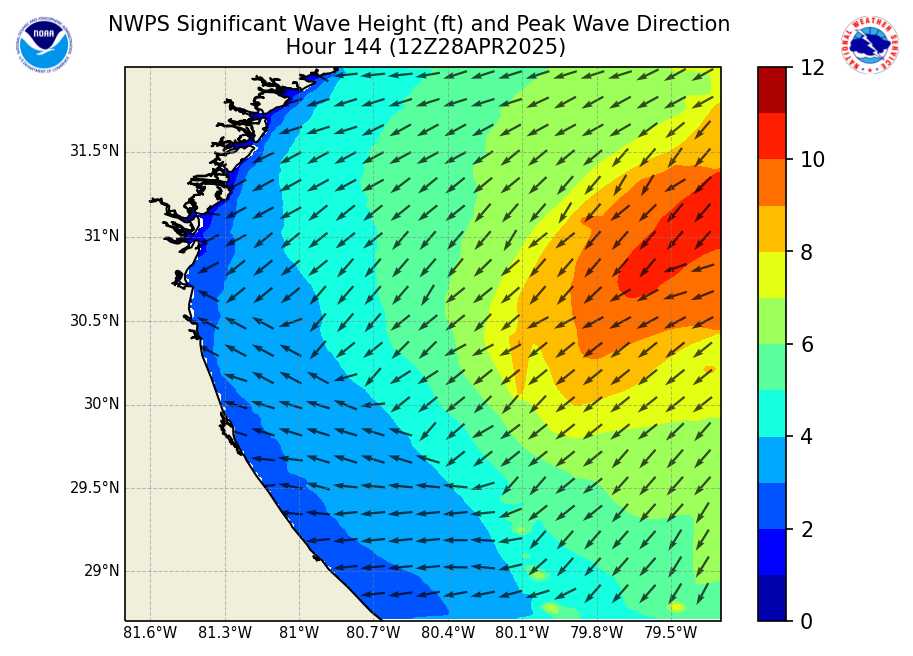 NWPS Significant Wave Height (ft) and Peak Wave Direction
Hour 144 (12Z28APR2025)
NOAA
NATIONAL WEATHER SERVICE
12
10
8
6
4
2
0
31.5°N
31°N
30.5°N
30°N
29.5°N
29°N
81.6°W 81.3°W 81°W 80.7°W 80.4°W 80.1°W 79.8°W 79.5°W